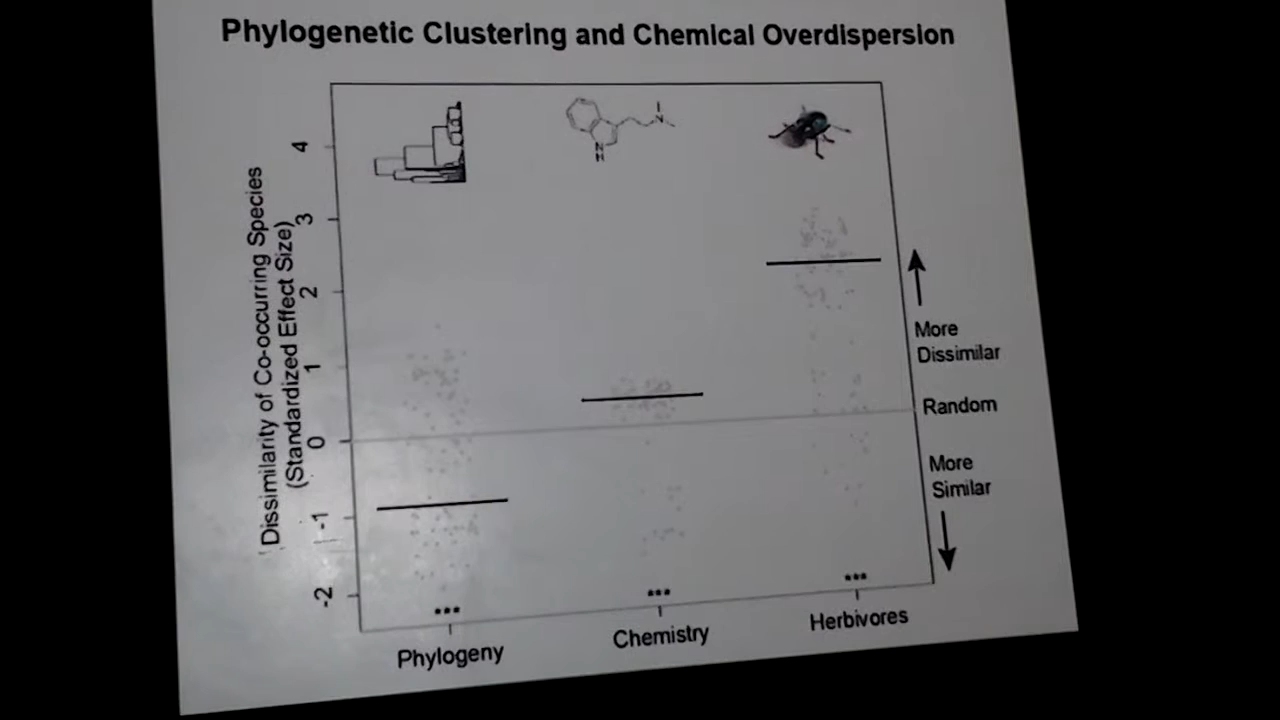 Phylogenetic Clustering and Chemical Overdispersion
Dissimilarity of Co-occurring Species
(Standardized Effect Size)
4
3
2
1
0
-1
-2
N
N
H
More
Dissimilar
Random
More
Similar
***
***
***
Phylogeny
Chemistry
Herbivores